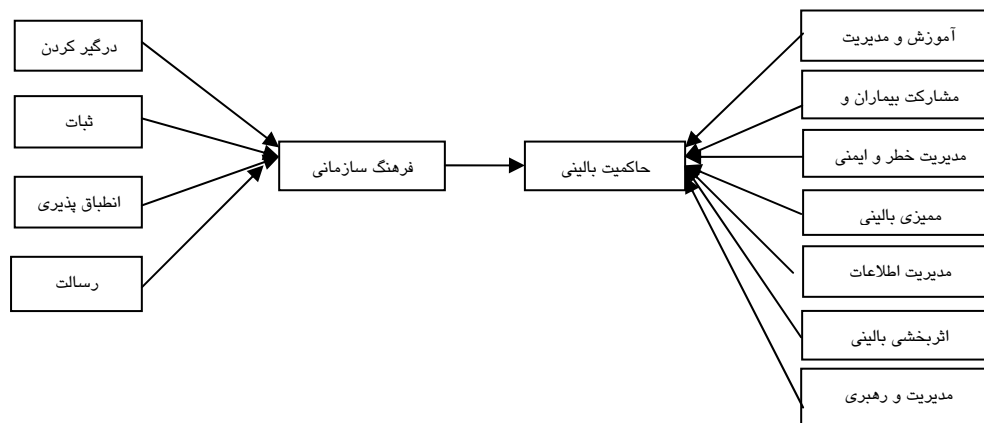 درگیر کردن
ثبات
انطباق پذیری
رسالت
فرهنگ سازمانی
حاکمیت بالینی
آموزش و مدیریت
مشارکت بیماران و
مدیریت خطر و ایمنی
ممیزی بالینی
مدیریت اطلاعات
اثربخشی بالینی
مدیریت و رهبری